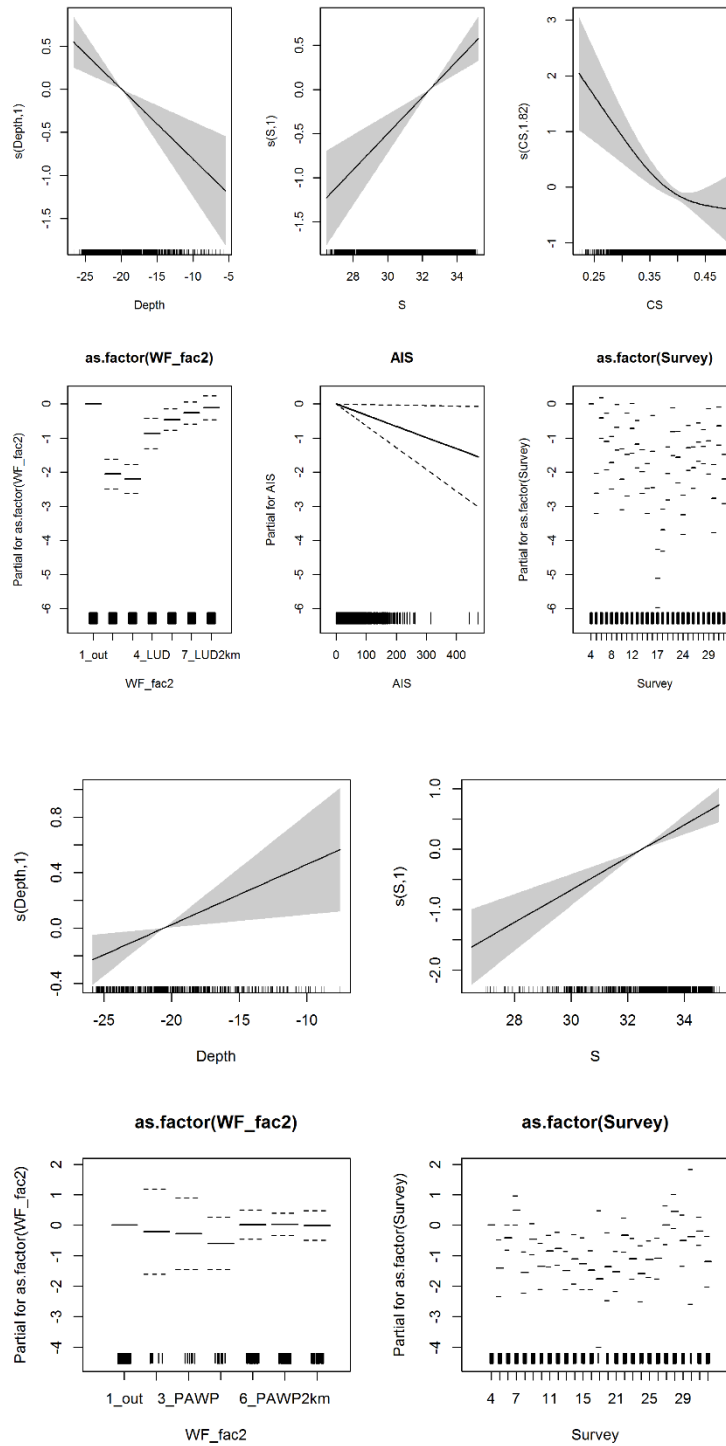 s(Depth,1)
0.5
0.0
-0.5
-1.0
-1.5
-25 -20 -15 -10 -5
Depth
s(S,1)
0.5
0.0
-0.5
-1.0
-1.5
28 30 32 34
S
s(CS,1.82)
3
2
1
0
-1
0.25 0.35 0.45
CS
as.factor(WF_fac2)
Partial for as.factor(WF_fac2)
0
-1
-2
-3
-4
-5
-6
1_out 4_LUD 7_LUD2km
WF_fac2
AIS
Partial for AIS
0
-1
-2
-3
-4
-5
-6
0 100 200 300 400
AIS
as.factor(Survey)
Partial for as.factor(Survey)
0
-1
-2
-3
-4
-5
-6
4 8 12 17 24 29
Survey
s(Depth,1)
0.8
0.4
0.0
-0.4
-25 -20 -15 -10
Depth
s(S,1)
1.0
0.0
-1.0
-2.0
28 30 32 34
S
as.factor(WF_fac2)
Partial for as.factor(WF_fac2)
2
1
0
-1
-2
-3
-4
1_out 3_PAWP 6_PAWP2km
WF_fac2
as.factor(Survey)
Partial for as.factor(Survey)
2
1
0
-1
-2
-3
-4
4 7 11 15 21 25 29
Survey